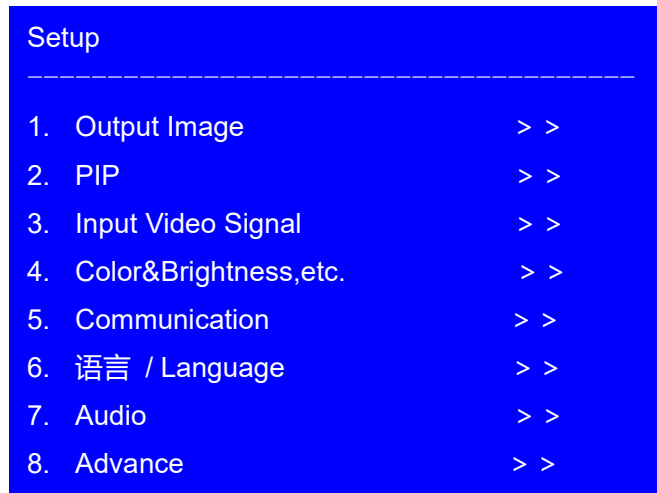 Setup
1. Output Image > >
2. PIP > >
3. Input Video Signal > >
4. Color&Brightness,etc. > >
5. Communication > >
6. 语言 / Language > >
7. Audio > >
8. Advance > >